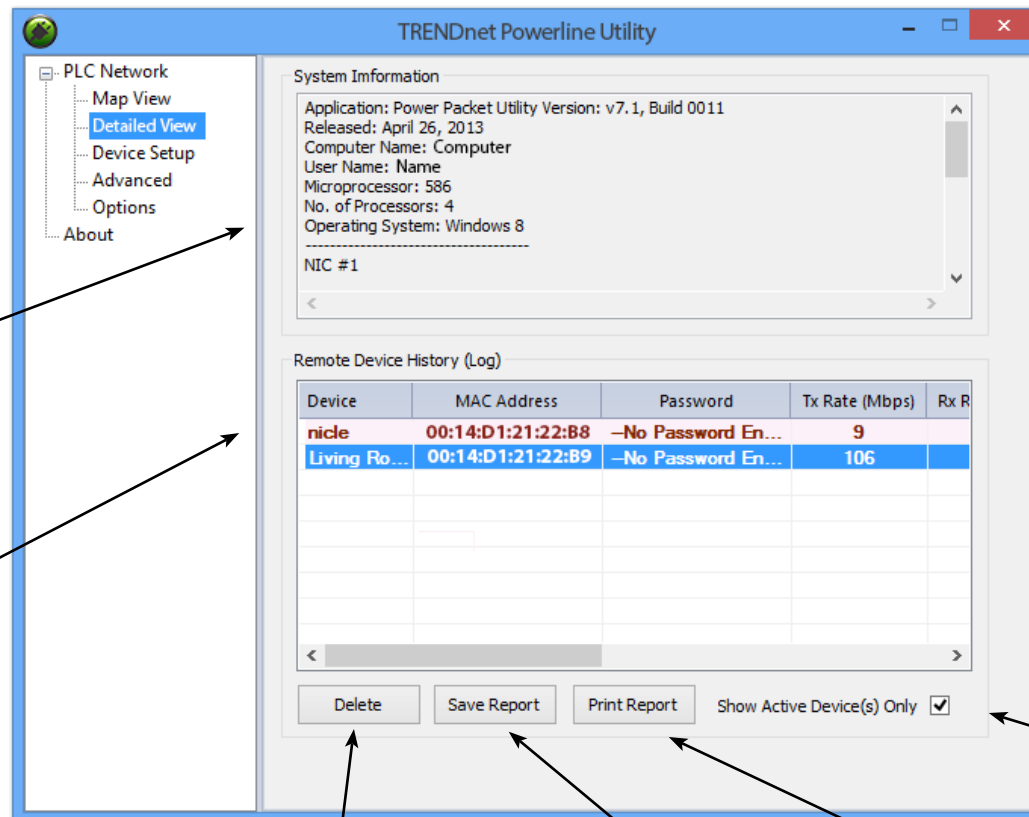 TRENDnet Powerline Utility
PLC Network
Map View
Detailed View
Device Setup
Advanced
Options
About
System Imformation
Application: Power Packet Utility Version: v7.1, Build 0011
Released: April 26, 2013
Computer Name: Computer
User Name: Name
Microprocessor: 586
No. of Processors: 4
Operating System: Windows 8
-------------------------------------
NIC #1
Remote Device History (Log)
Device MAC Address Password Tx Rate (Mbps) Rx R
nicle 00:14:D1:21:22:B8 —No Password En... 9
Living Ro... 00:14:D1:21:22:B9 —No Password En... 106
Delete Save Report Print Report Show Active Device(s) Only